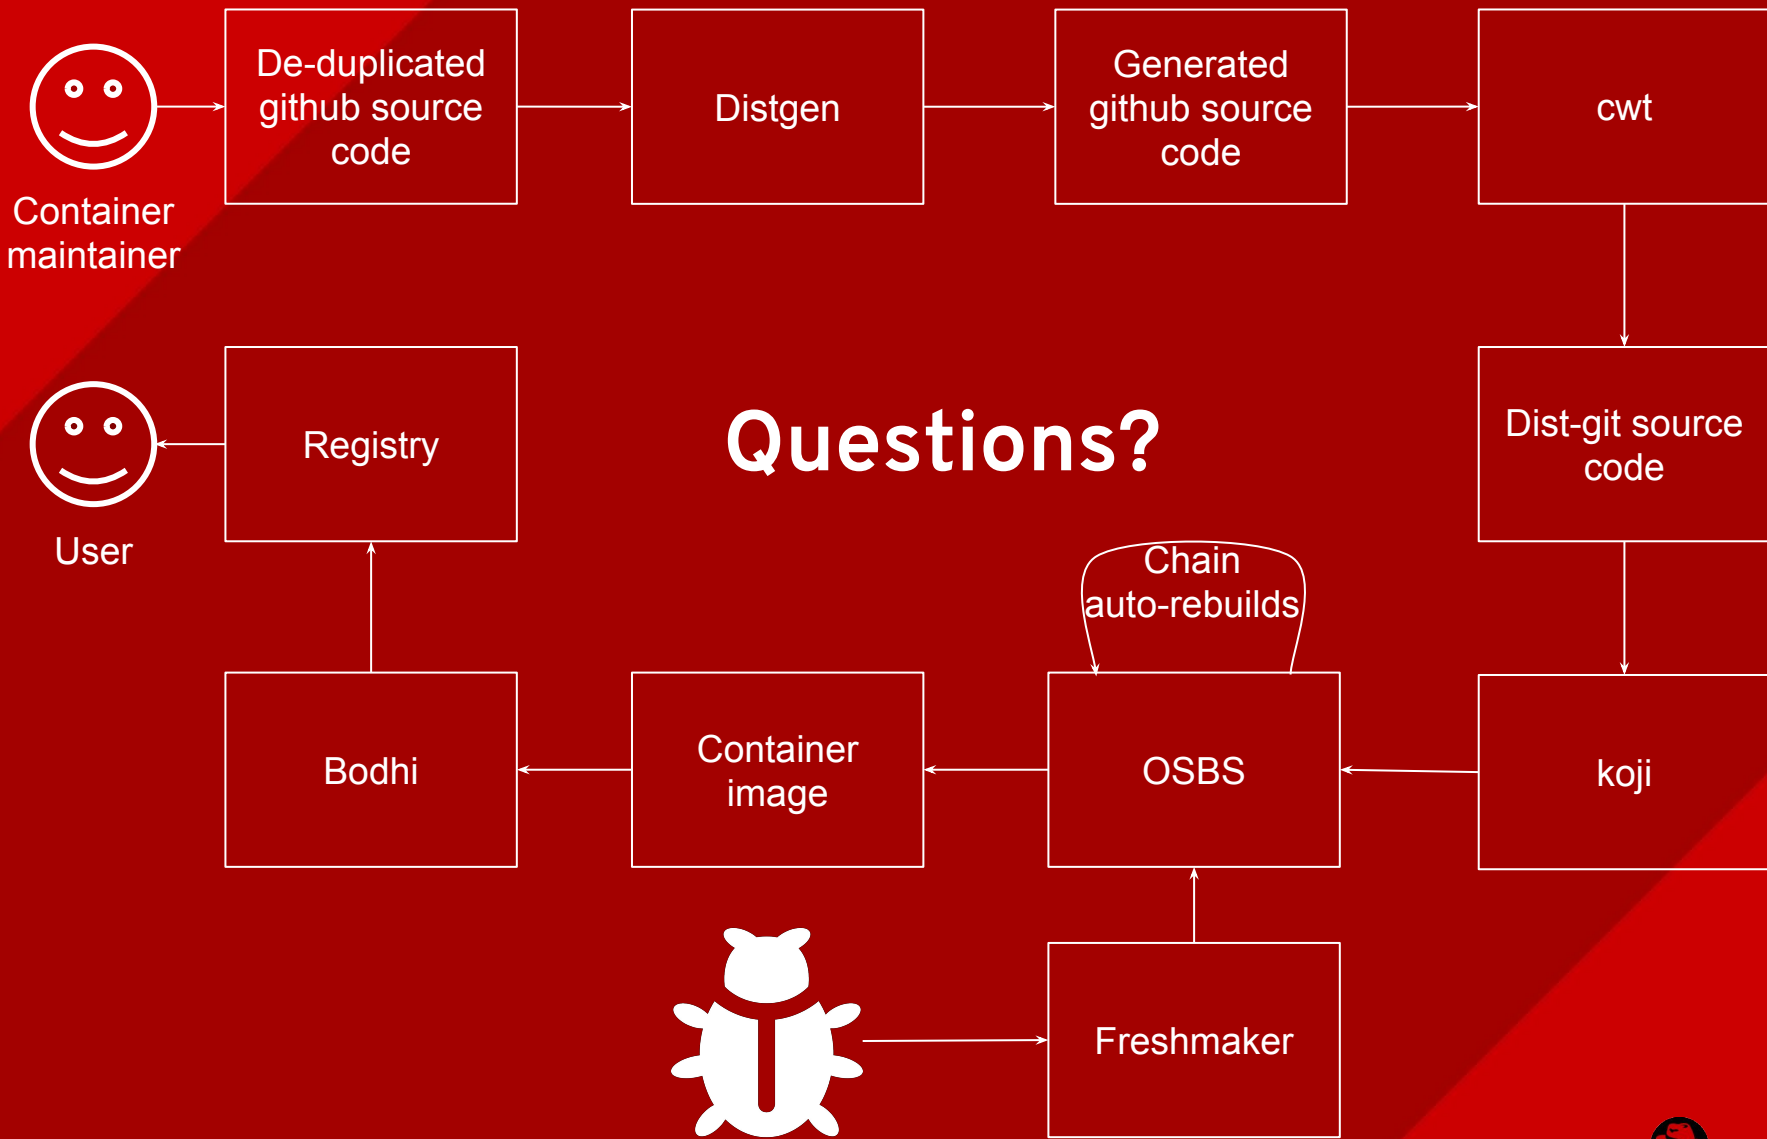 De-duplicated
github source
code
Distgen
Generated
github source
code
cwt
Container
maintainer
Registry
Questions?
Dist-git source
code
User
Chain
auto-rebuilds
Bodhi
Container
image
OSBS
koji
Freshmaker